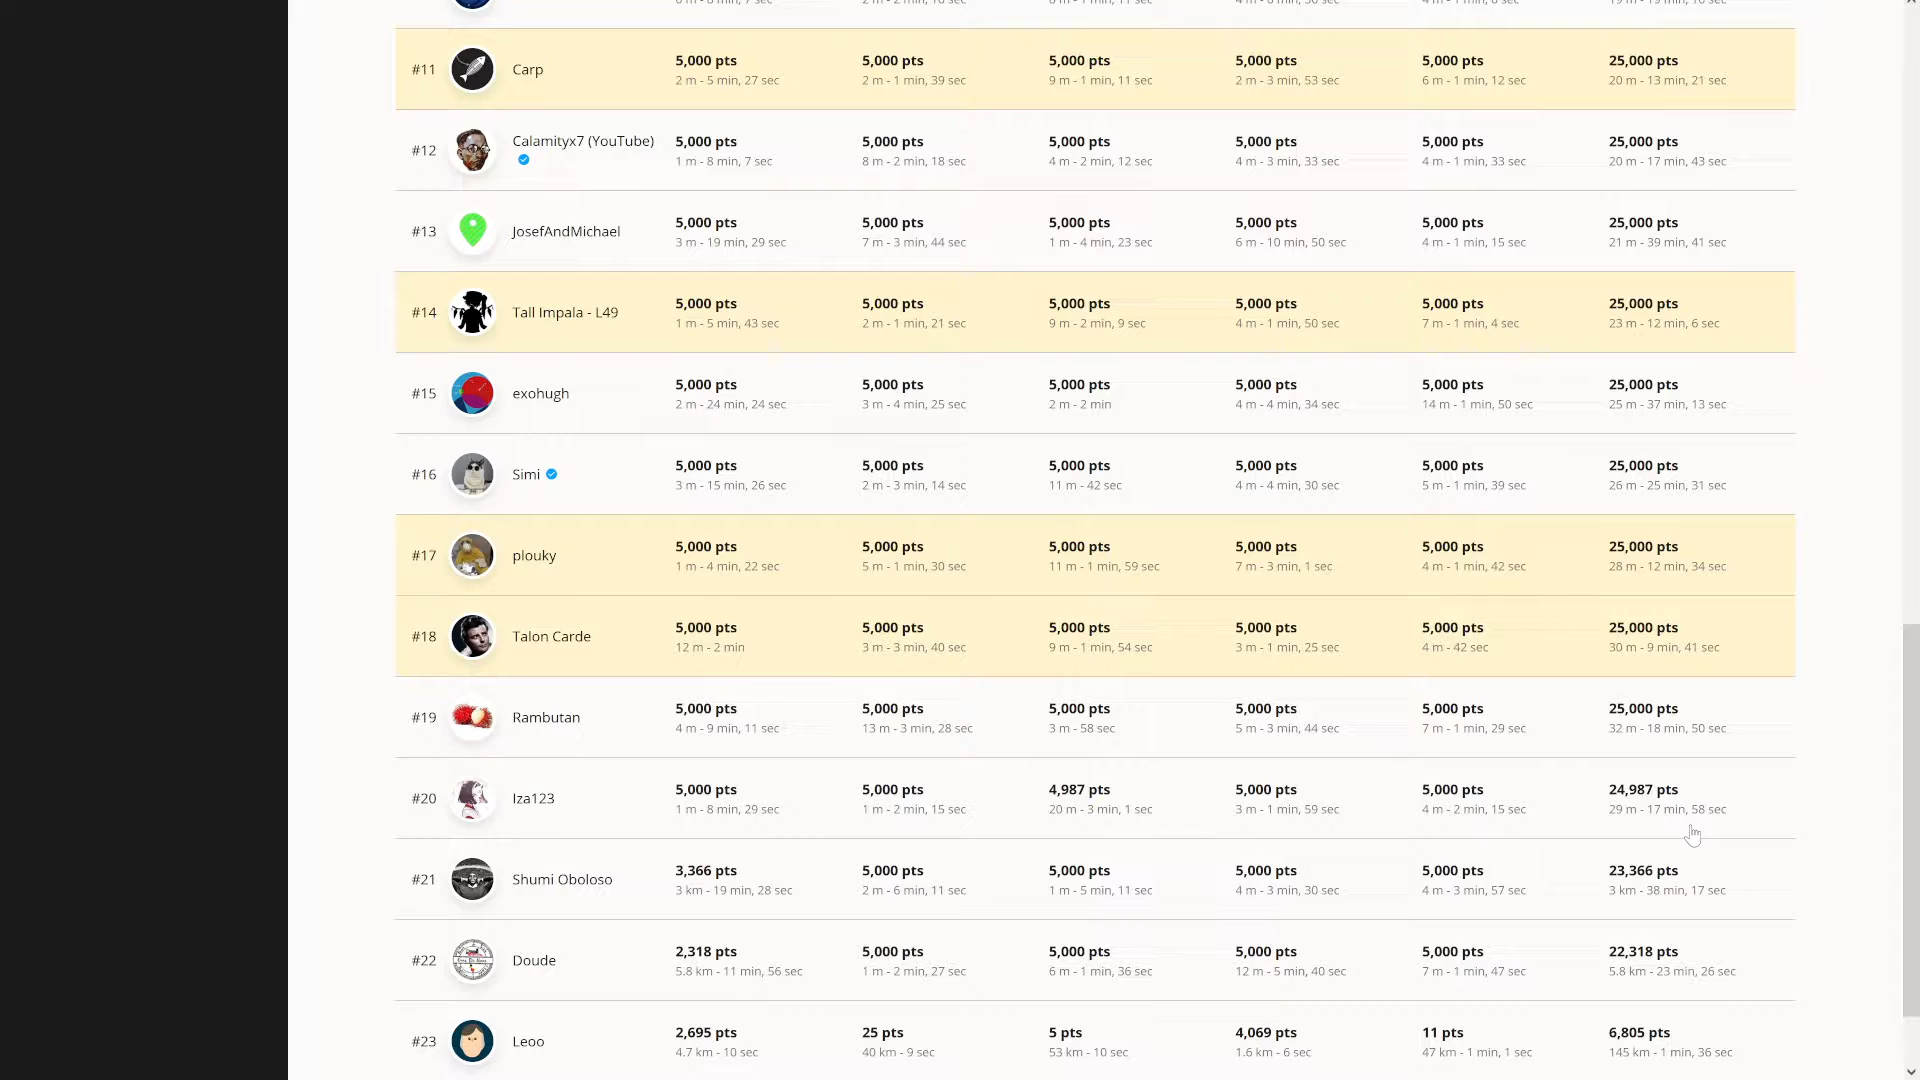 #11 Carp 5,000 pts 5,000 pts 5,000 pts 5,000 pts 5,000 pts 25,000 pts
2 m - 5 min, 27 sec 2 m - 1 min, 39 sec 9 m - 1 min, 11 sec 2 m - 3 min, 53 sec 6 m - 1 min, 12 sec 20 m - 13 min, 21 sec
#12 Calamityx7 (YouTube) 5,000 pts 5,000 pts 5,000 pts 5,000 pts 5,000 pts 25,000 pts
1 m - 8 min, 7 sec 8 m - 2 min, 18 sec 4 m - 2 min, 12 sec 4 m - 3 min, 33 sec 4 m - 1 min, 33 sec 20 m - 17 min, 43 sec
#13 JosefAndMichael 5,000 pts 5,000 pts 5,000 pts 5,000 pts 5,000 pts 25,000 pts
3 m - 19 min, 29 sec 7 m - 3 min, 44 sec 1 m - 4 min, 23 sec 6 m - 10 min, 50 sec 4 m - 1 min, 15 sec 21 m - 39 min, 41 sec
#14 Tall Impala - L49 5,000 pts 5,000 pts 5,000 pts 5,000 pts 5,000 pts 25,000 pts
1 m - 5 min, 43 sec 2 m - 1 min, 21 sec 9 m - 2 min, 9 sec 4 m - 1 min, 50 sec 7 m - 1 min, 4 sec 23 m - 12 min, 6 sec
#15 exohugh 5,000 pts 5,000 pts 5,000 pts 5,000 pts 5,000 pts 25,000 pts
2 m - 24 min, 24 sec 3 m - 4 min, 25 sec 2 m - 2 min 4 m - 4 min, 34 sec 14 m - 1 min, 50 sec 25 m - 37 min, 13 sec
#16 Simi 5,000 pts 5,000 pts 5,000 pts 5,000 pts 5,000 pts 25,000 pts
3 m - 15 min, 26 sec 2 m - 3 min, 14 sec 11 m - 42 sec 4 m - 4 min, 30 sec 5 m - 1 min, 39 sec 26 m - 25 min, 31 sec
#17 plouky 5,000 pts 5,000 pts 5,000 pts 5,000 pts 5,000 pts 25,000 pts
1 m - 4 min, 22 sec 5 m - 1 min, 30 sec 11 m - 1 min, 59 sec 7 m - 3 min, 1 sec 4 m - 1 min, 42 sec 28 m - 12 min, 34 sec
#18 Talon Carde 5,000 pts 5,000 pts 5,000 pts 5,000 pts 5,000 pts 25,000 pts
12 m - 2 min 3 m - 3 min, 40 sec 9 m - 1 min, 54 sec 3 m - 1 min, 25 sec 4 m - 42 sec 30 m - 9 min, 41 sec
#19 Rambutan 5,000 pts 5,000 pts 5,000 pts 5,000 pts 5,000 pts 25,000 pts
4 m - 9 min, 11 sec 13 m - 3 min, 28 sec 3 m - 58 sec 5 m - 3 min, 44 sec 7 m - 1 min, 29 sec 32 m - 18 min, 50 sec
#20 Iza123 5,000 pts 5,000 pts 4,987 pts 5,000 pts 5,000 pts 24,987 pts
1 m - 8 min, 29 sec 1 m - 2 min, 15 sec 20 m - 3 min, 1 sec 3 m - 1 min, 59 sec 4 m - 2 min, 15 sec 29 m - 17 min, 58 sec
#21 Shumi Oboloso 3,366 pts 5,000 pts 5,000 pts 5,000 pts 5,000 pts 23,366 pts
3 km - 19 min, 28 sec 2 m - 6 min, 11 sec 1 m - 5 min, 11 sec 4 m - 3 min, 30 sec 4 m - 3 min, 57 sec 3 km - 38 min, 17 sec
#22 Doude 2,318 pts 5,000 pts 5,000 pts 5,000 pts 5,000 pts 22,318 pts
5.8 km - 11 min, 56 sec 1 m - 2 min, 27 sec 6 m - 1 min, 36 sec 12 m - 5 min, 40 sec 7 m - 1 min, 47 sec 5.8 km - 23 min, 26 sec
#23 Leoo 2,695 pts 25 pts 5 pts 4,069 pts 11 pts 6,805 pts
4.7 km - 10 sec 40 km - 9 sec 53 km - 10 sec 1.6 km - 6 sec 47 km - 1 min, 1 sec 145 km - 1 min, 36 sec